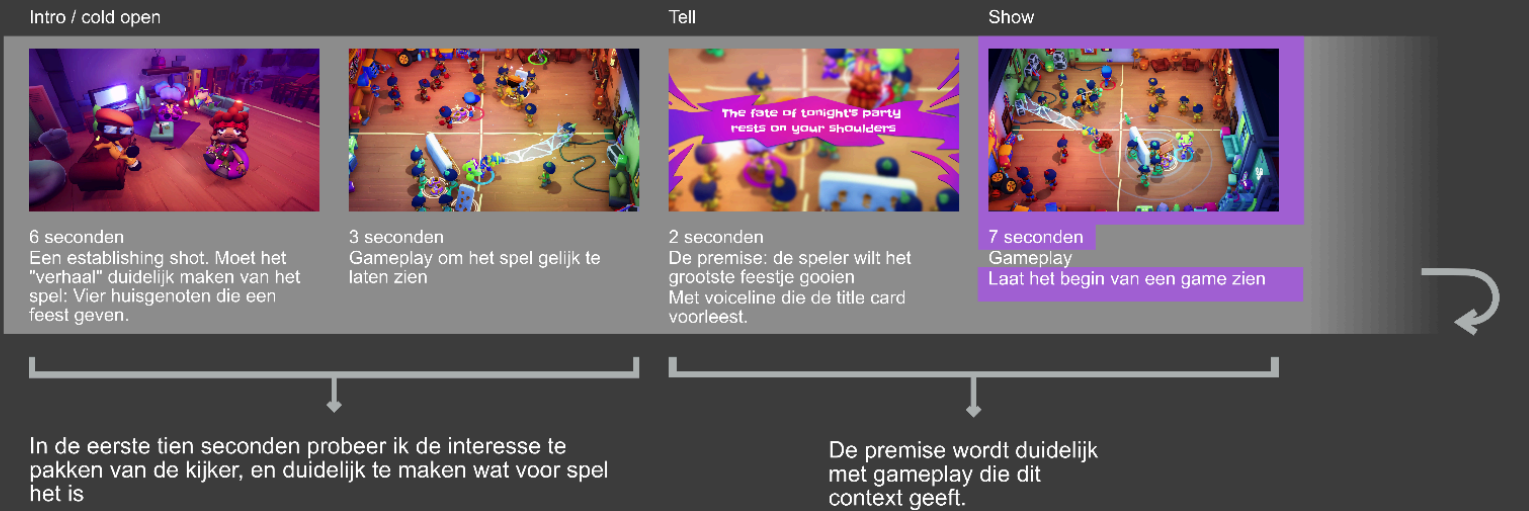 Intro / cold open
Tell
Show
The fate of tonight's party
rests on your shoulders
6 seconden
Een establishing shot. Moet het
"verhaal" duidelijk maken van het
spel: Vier huisgenoten die een
feest geven.
3 seconden
Gameplay om het spel gelijk te
laten zien
2 seconden
De premise: de speler wilt het
grootste feestje gooien
Met voiceline die de title card
voorleest.
7 seconden
Gameplay
Laat het begin van een game zien
In de eerste tien seconden probeer ik de interesse te
pakken van de kijker, en duidelijk te maken wat voor spel
het is
De premise wordt duidelijk
met gameplay die dit
context geeft.